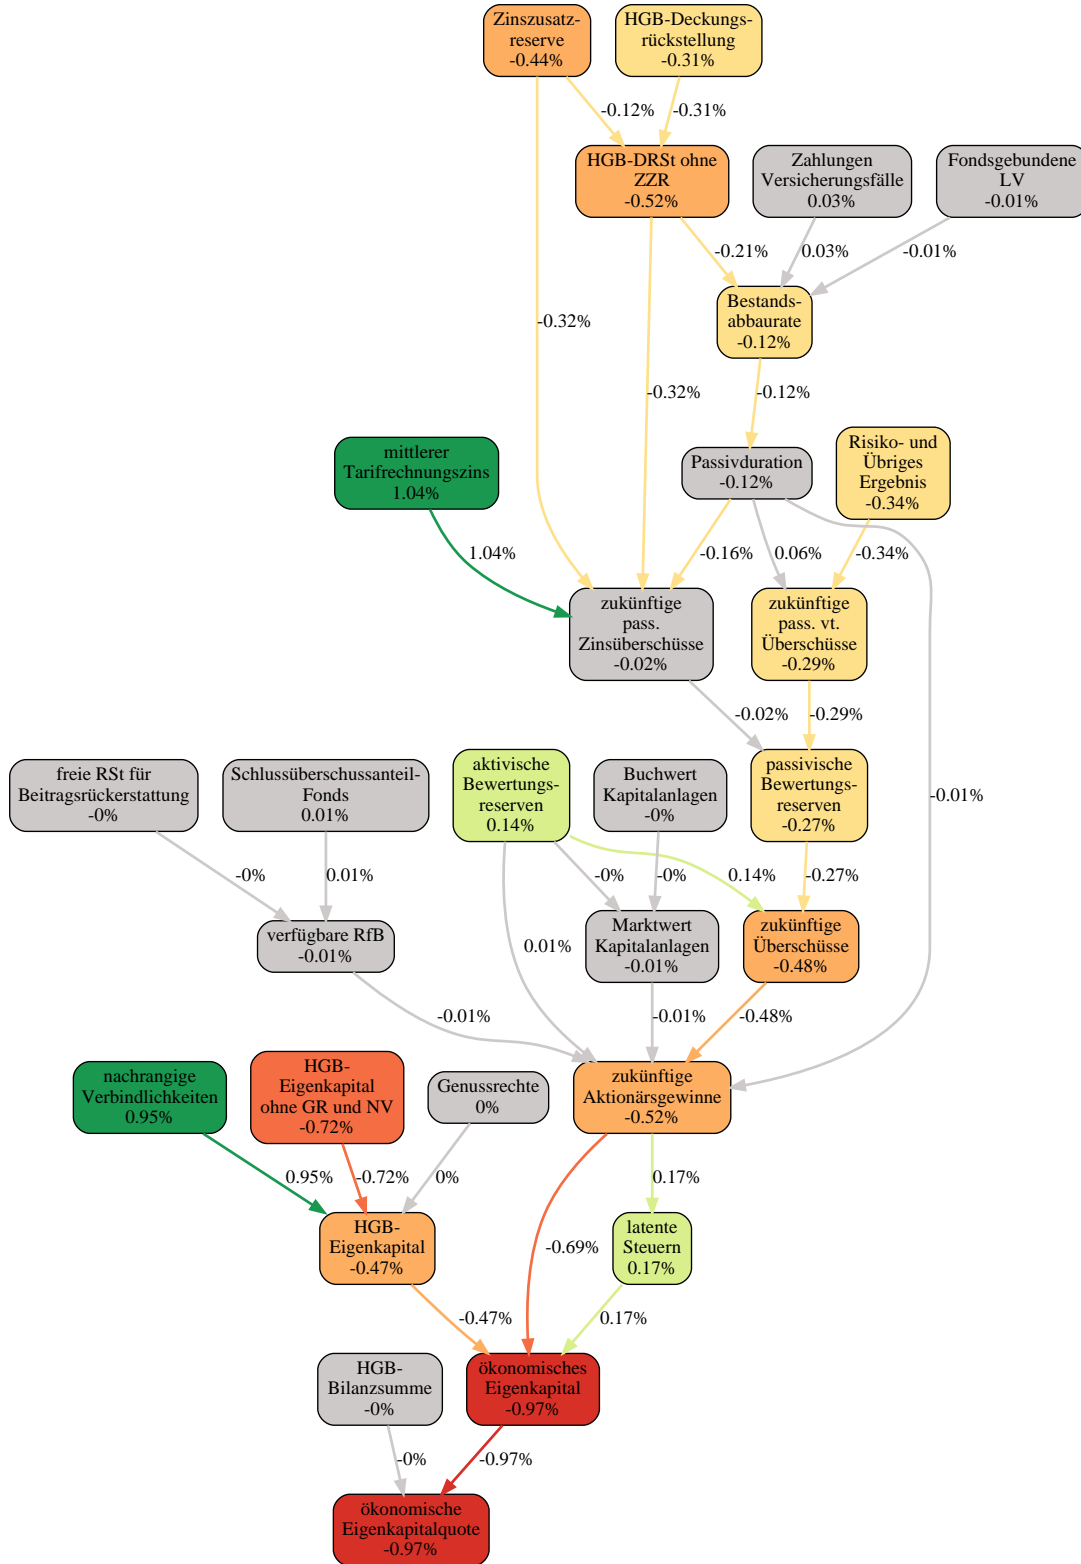 Zinszusatz-
reserve
-0.44%
HGB-Deckungs-
rückstellung
-0.31%
-0.12%
-0.31%
HGB-DRSt ohne
ZZR
-0.52%
Zahlungen
Versicherungsfälle
0.03%
Fondsgebundene
LV
-0.01%
-0.21%
0.03%
-0.01%
Bestands-
abbaurate
-0.12%
-0.32%
-0.32%
-0.12%
mittlerer
Tarifrechnungszins
1.04%
Passivduration
-0.12%
Risiko- und
Übriges
Ergebnis
-0.34%
1.04%
-0.16%
0.06%
-0.34%
zukünftige
pass.
Zinsüberschüsse
-0.02%
zukünftige
pass. vt.
Überschüsse
-0.29%
-0.02%
-0.29%
-0.01%
freie RSt für
Beitragsrückerstattung
-0%
Schlussüberschussanteil-
Fonds
0.01%
aktivische
Bewertungs-
reserven
0.14%
Buchwert
Kapitalanlagen
-0%
passivische
Bewertungs-
reserven
-0.27%
-0%
0.01%
-0%
-0%
0.14%
-0.27%
verfügbare RfB
-0.01%
0.01%
Marktwert
Kapitalanlagen
-0.01%
zukünftige
Überschüsse
-0.48%
-0.01%
-0.01%
-0.48%
nachrangige
Verbindlichkeiten
0.95%
HGB-
Eigenkapital
ohne GR und NV
-0.72%
Genussrechte
0%
zukünftige
Aktionärsgewinne
-0.52%
0.95%
-0.72%
0%
0.17%
HGB-
Eigenkapital
-0.47%
-0.69%
latente
Steuern
0.17%
-0.47%
0.17%
HGB-
Bilanzsumme
-0%
ökonomisches
Eigenkapital
-0.97%
-0%
-0.97%
ökonomische
Eigenkapitalquote
-0.97%